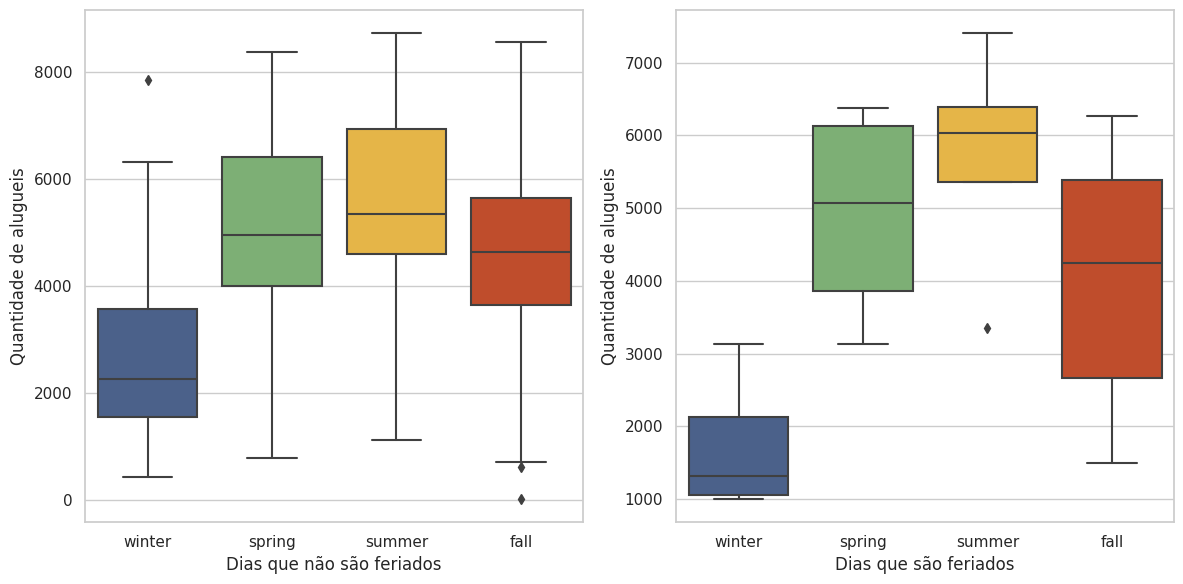 Quantidade de alugueis
8000
6000
4000
2000
0
winter spring summer fall
Dias que não são feriados
Quantidade de alugueis
7000
6000
5000
4000
3000
2000
1000
winter spring summer fall
Dias que são feriados